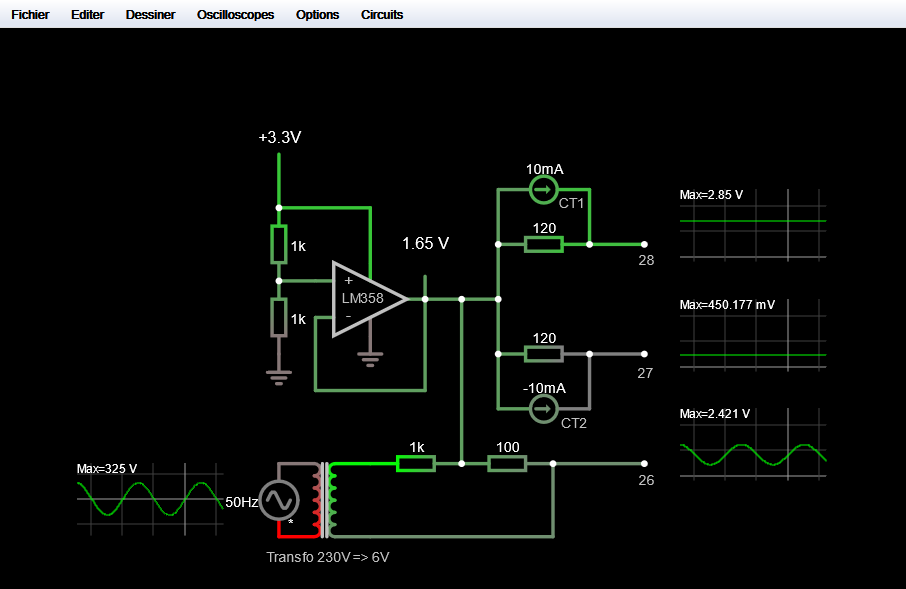 Fichier Editer Dessiner Oscilloscopes Options Circuits
+3.3V
10mA
CT1
Max=2.85 V
120
28
1k
1.65 V
+
LM358
-
1k
Max=450.177 mV
120
27
-10mA
CT2
Max=2.421 V
1k
100
26
Max=325 V
50Hz
*
Transfo 230V => 6V